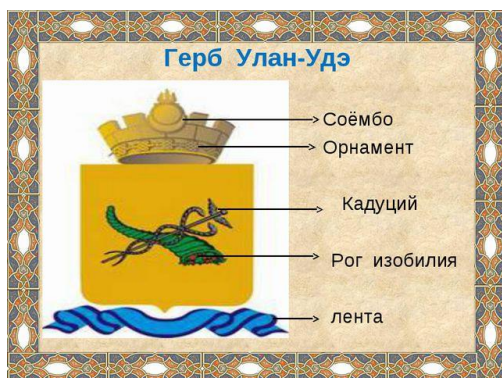 Герб Улан-Удэ
Соёмбо
Орнамент
Кадуций
Рог изобилия
лента